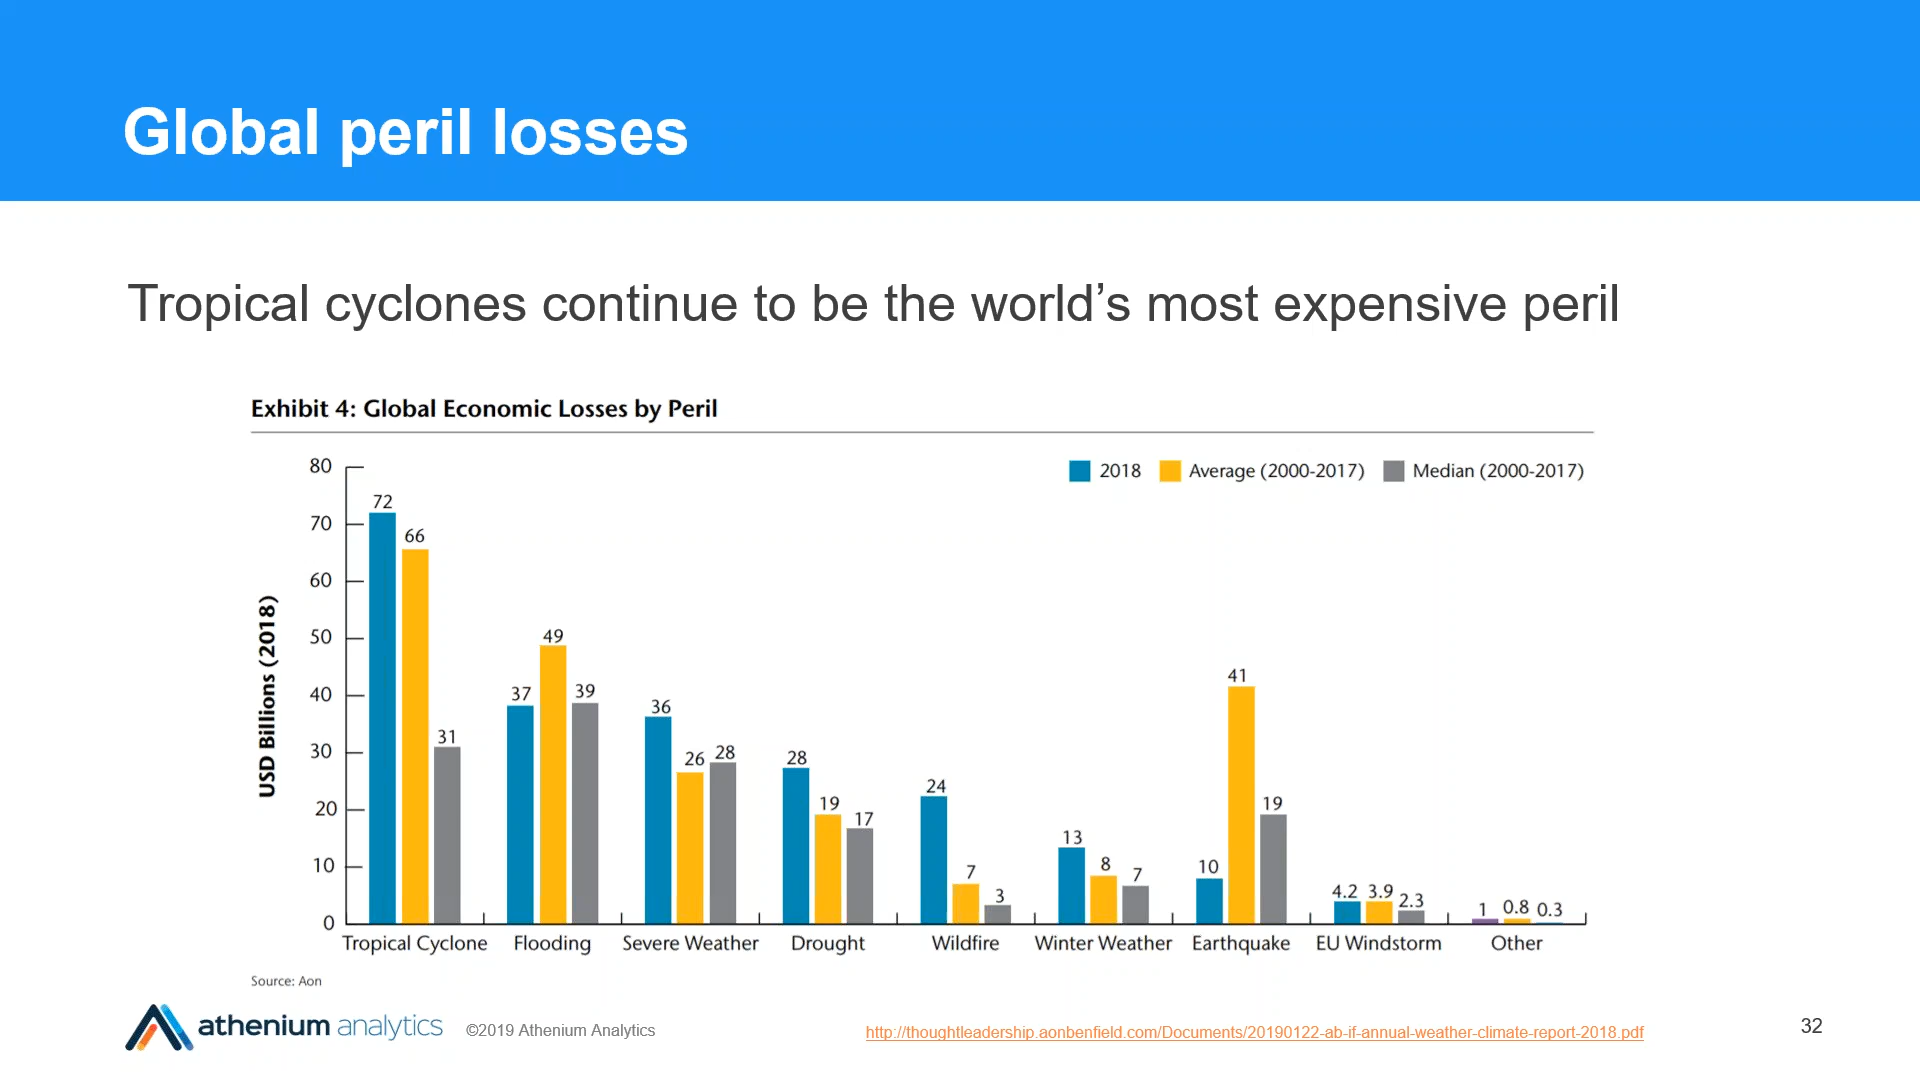 Global peril losses
Tropical cyclones continue to be the world’s most expensive peril
Exhibit 4: Global Economic Losses by Peril
2018 Average (2000-2017) Median (2000-2017)
USD Billions (2018)
80
70
60
50
40
30
20
10
0
72 66 31
37 49 39
36 26 28
28 19 17
24 7 3
13 8 7
10 41 19
4.2 3.9 2.3
1 0.8 0.3
Tropical Cyclone Flooding Severe Weather Drought Wildfire Winter Weather Earthquake EU Windstorm Other
Source: Aon
athenium analytics ©2019 Athenium Analytics
http://thoughtleadership.aonbenfield.com/Documents/20190122-ab-if-annual-weather-climate-report-2018.pdf
32